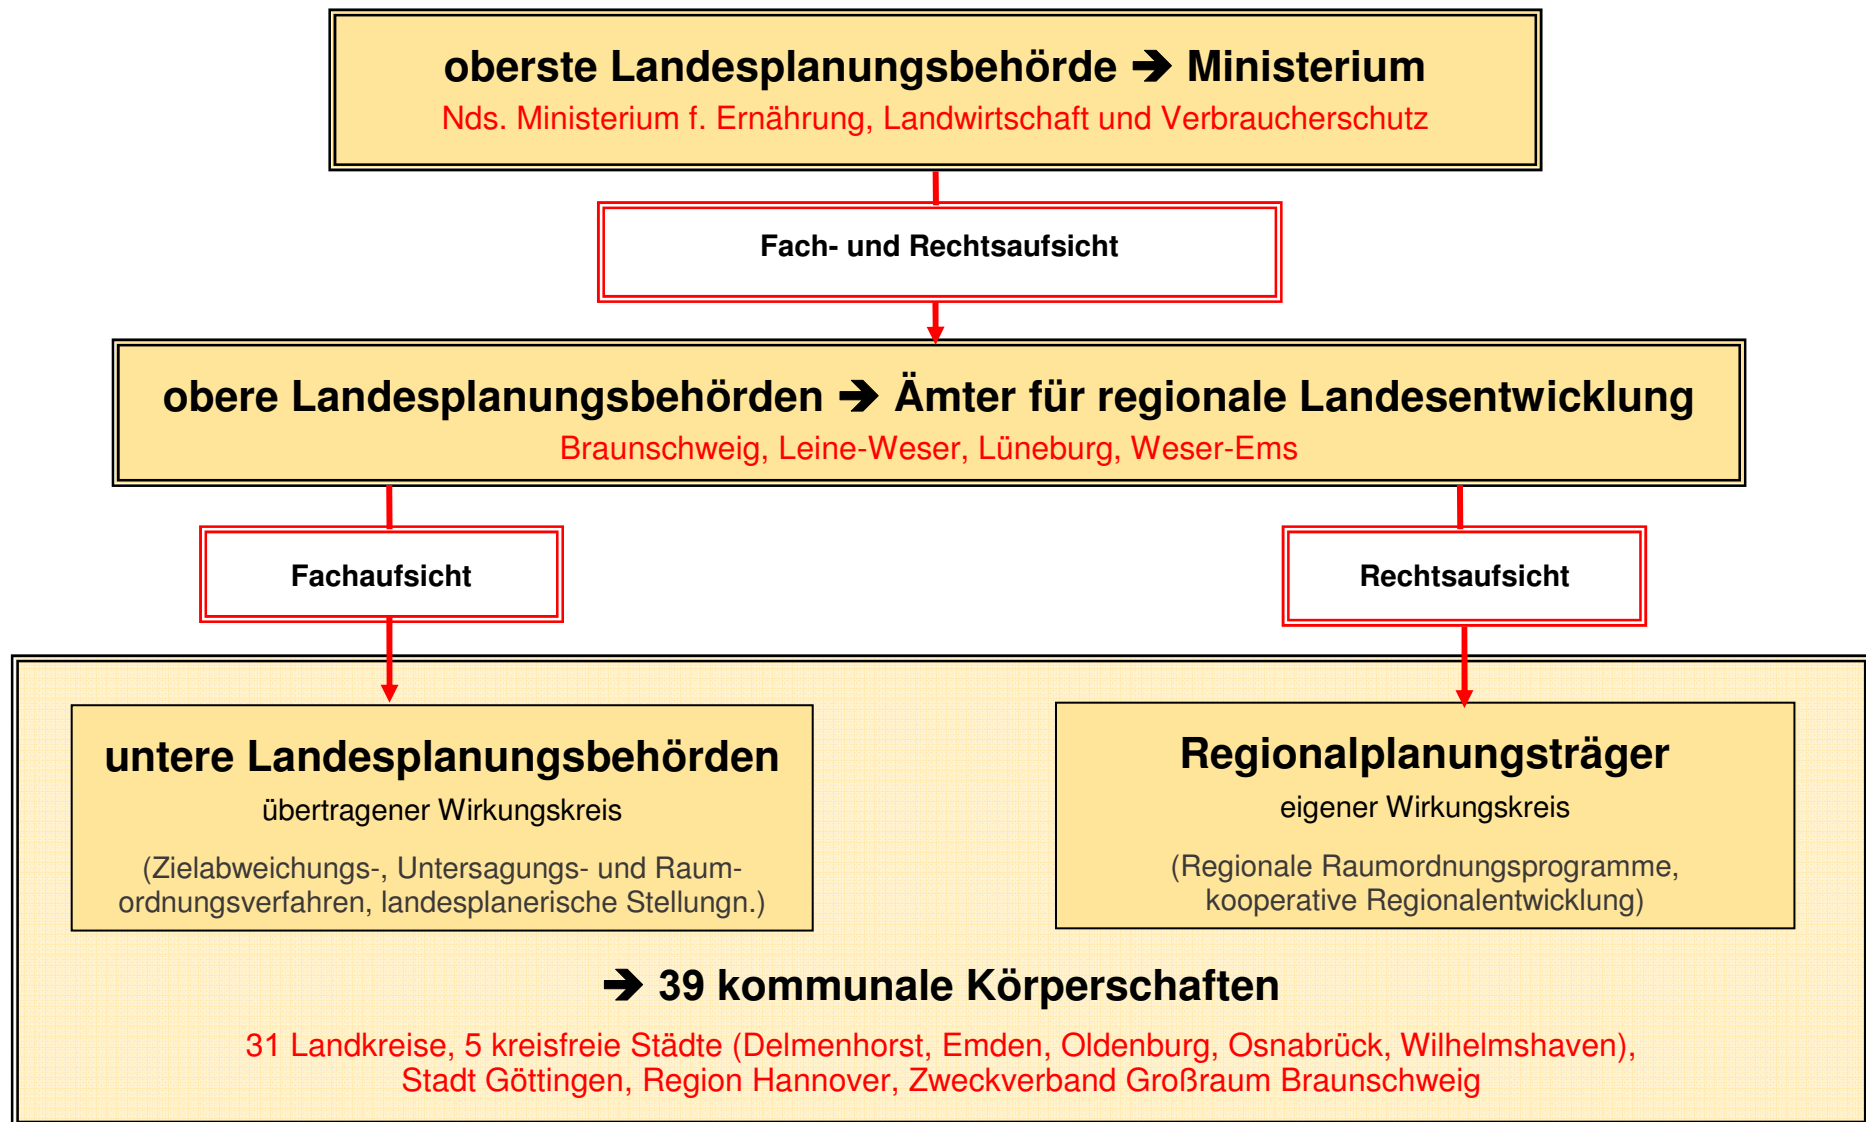 oberste Landesplanungsbehörde ➔ Ministerium
Nds. Ministerium f. Ernährung, Landwirtschaft und Verbraucherschutz
Fach- und Rechtsaufsicht
obere Landesplanungsbehörden ➔ Ämter für regionale Landesentwicklung
Braunschweig, Leine-Weser, Lüneburg, Weser-Ems
Fachaufsicht
Rechtsaufsicht
untere Landesplanungsbehörden
übertragener Wirkungskreis
(Zielabweichungs-, Untersagungs- und Raum-
ordnungsverfahren, landesplanerische Stellungn.)
Regionalplanungsträger
eigener Wirkungskreis
(Regionale Raumordnungsprogramme,
kooperative Regionalentwicklung)
➔ 39 kommunale Körperschaften
31 Landkreise, 5 kreisfreie Städte (Delmenhorst, Emden, Oldenburg, Osnabrück, Wilhelmshaven),
Stadt Göttingen, Region Hannover, Zweckverband Großraum Braunschweig